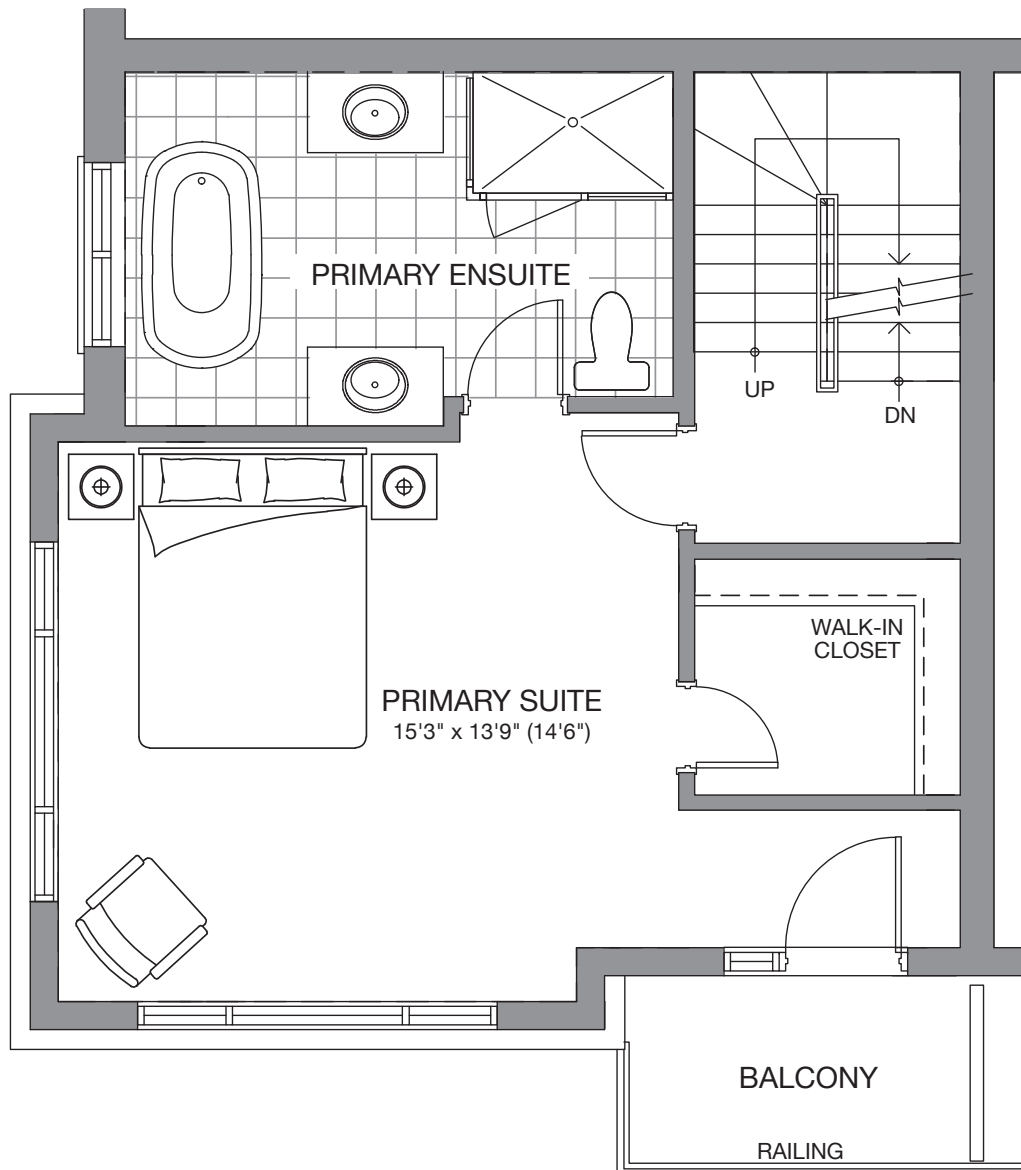 PRIMARY ENSUITE
UP
DN
WALK-IN
CLOSET
PRIMARY SUITE
15'3" x 13'9" (14'6")
BALCONY
RAILING